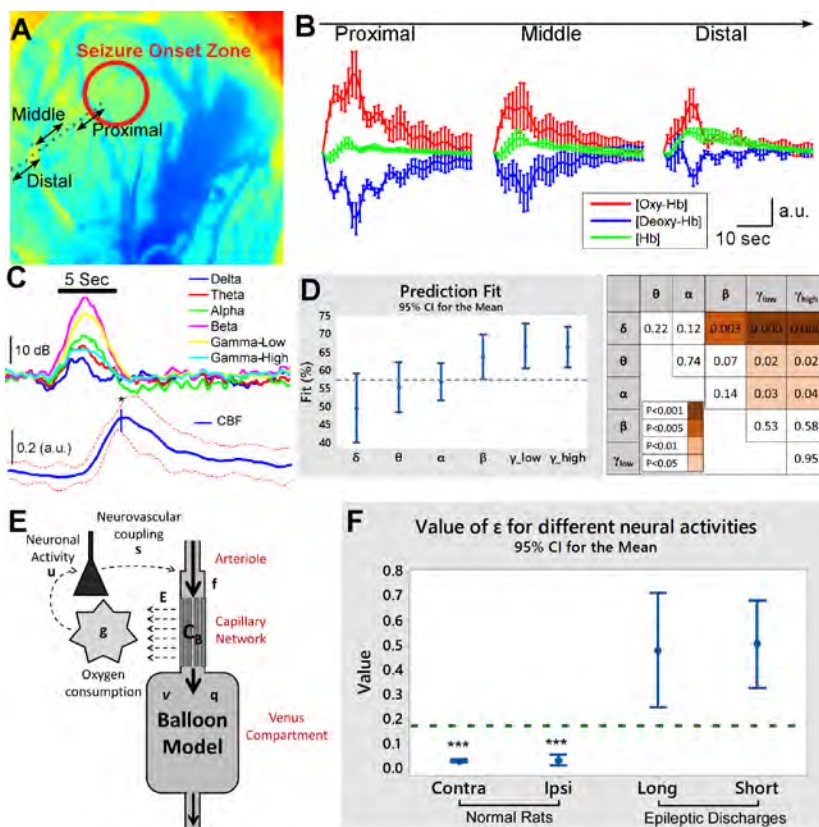 A
Seizure Onset Zone
Middle
Proximal
Distal
B
Proximal
Middle
Distal
[Oxy-Hb]
[Deoxy-Hb]
[Hb]
a.u.
10 sec
C
5 Sec
Delta
Theta
Alpha
Beta
Gamma-Low
Gamma-High
10 dB
*
0.2 (a.u.)
CBF
D
Prediction Fit
95% CI for the Mean
Fit (%)
75
70
65
60
55
50
45
40
δ θ α β γ_low γ_high
θ α β γlow γhigh
δ 0.22 0.12 0.003 0.000
θ 0.74 0.07 0.02 0.02
α 0.14 0.03 0.04
β 0.53 0.58
γlow 0.95
P<0.001
P<0.005
P<0.01
P<0.05
E
Neurovascular
coupling
s
Neuronal
Activity
u
Arteriole
f
E
g
CB
Capillary
Network
Oxygen
consumption
v q
Balloon
Model
Venus
Compartment
F
Value of ε for different neural activities
95% CI for the Mean
Value
0.8
0.7
0.6
0.5
0.4
0.3
0.2
0.1
0.0
*** ***
Contra Ipsi Long Short
Normal Rats Epileptic Discharges